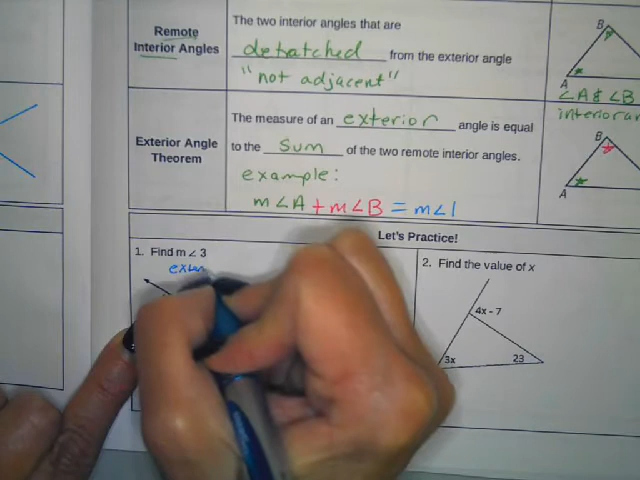 Remote
Interior Angles
The two interior angles that are
detatched from the exterior angle
"not adjacent"
B
A
∠A & ∠B
Exterior Angle
Theorem
The measure of an exterior angle is equal
to the sum of the two remote interior angles.
example:
m∠A + m∠B = m∠1
B
A
Let's Practice!
1. Find m ∠ 3
2. Find the value of x
4x - 7
3x
23